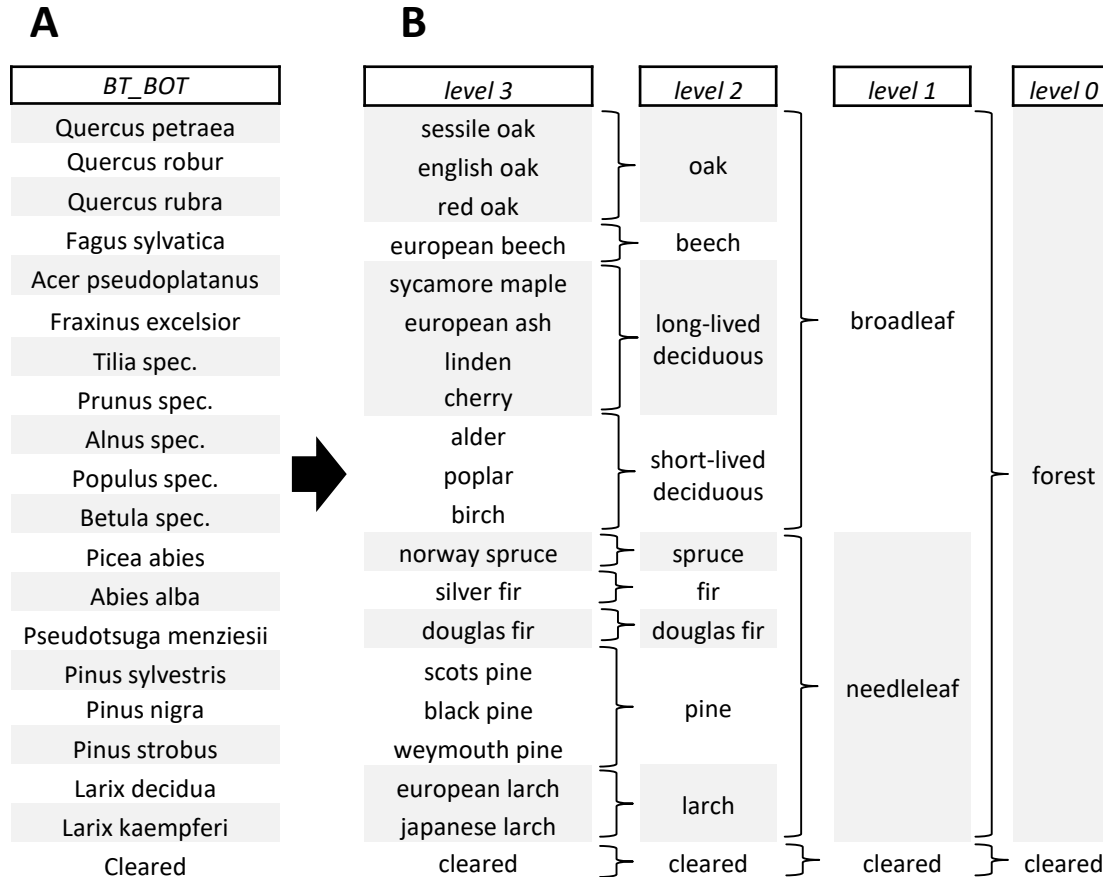 A
B
BT_BOT
level 3
level 2
level 1
level 0
Quercus petraea
Quercus robur
Quercus rubra
Fagus sylvatica
Acer pseudoplatanus
Fraxinus excelsior
Tilia spec.
Prunus spec.
Alnus spec.
Populus spec.
Betula spec.
Picea abies
Abies alba
Pseudotsuga menziesii
Pinus sylvestris
Pinus nigra
Pinus strobus
Larix decidua
Larix kaempferi
Cleared
sessile oak
english oak
red oak
european beech
sycamore maple
european ash
linden
cherry
alder
poplar
birch
norway spruce
silver fir
douglas fir
scots pine
black pine
weymouth pine
european larch
japanese larch
cleared
oak
beech
long-lived
deciduous
short-lived
deciduous
spruce
fir
douglas fir
pine
larch
cleared
broadleaf
needleleaf
cleared
forest
cleared